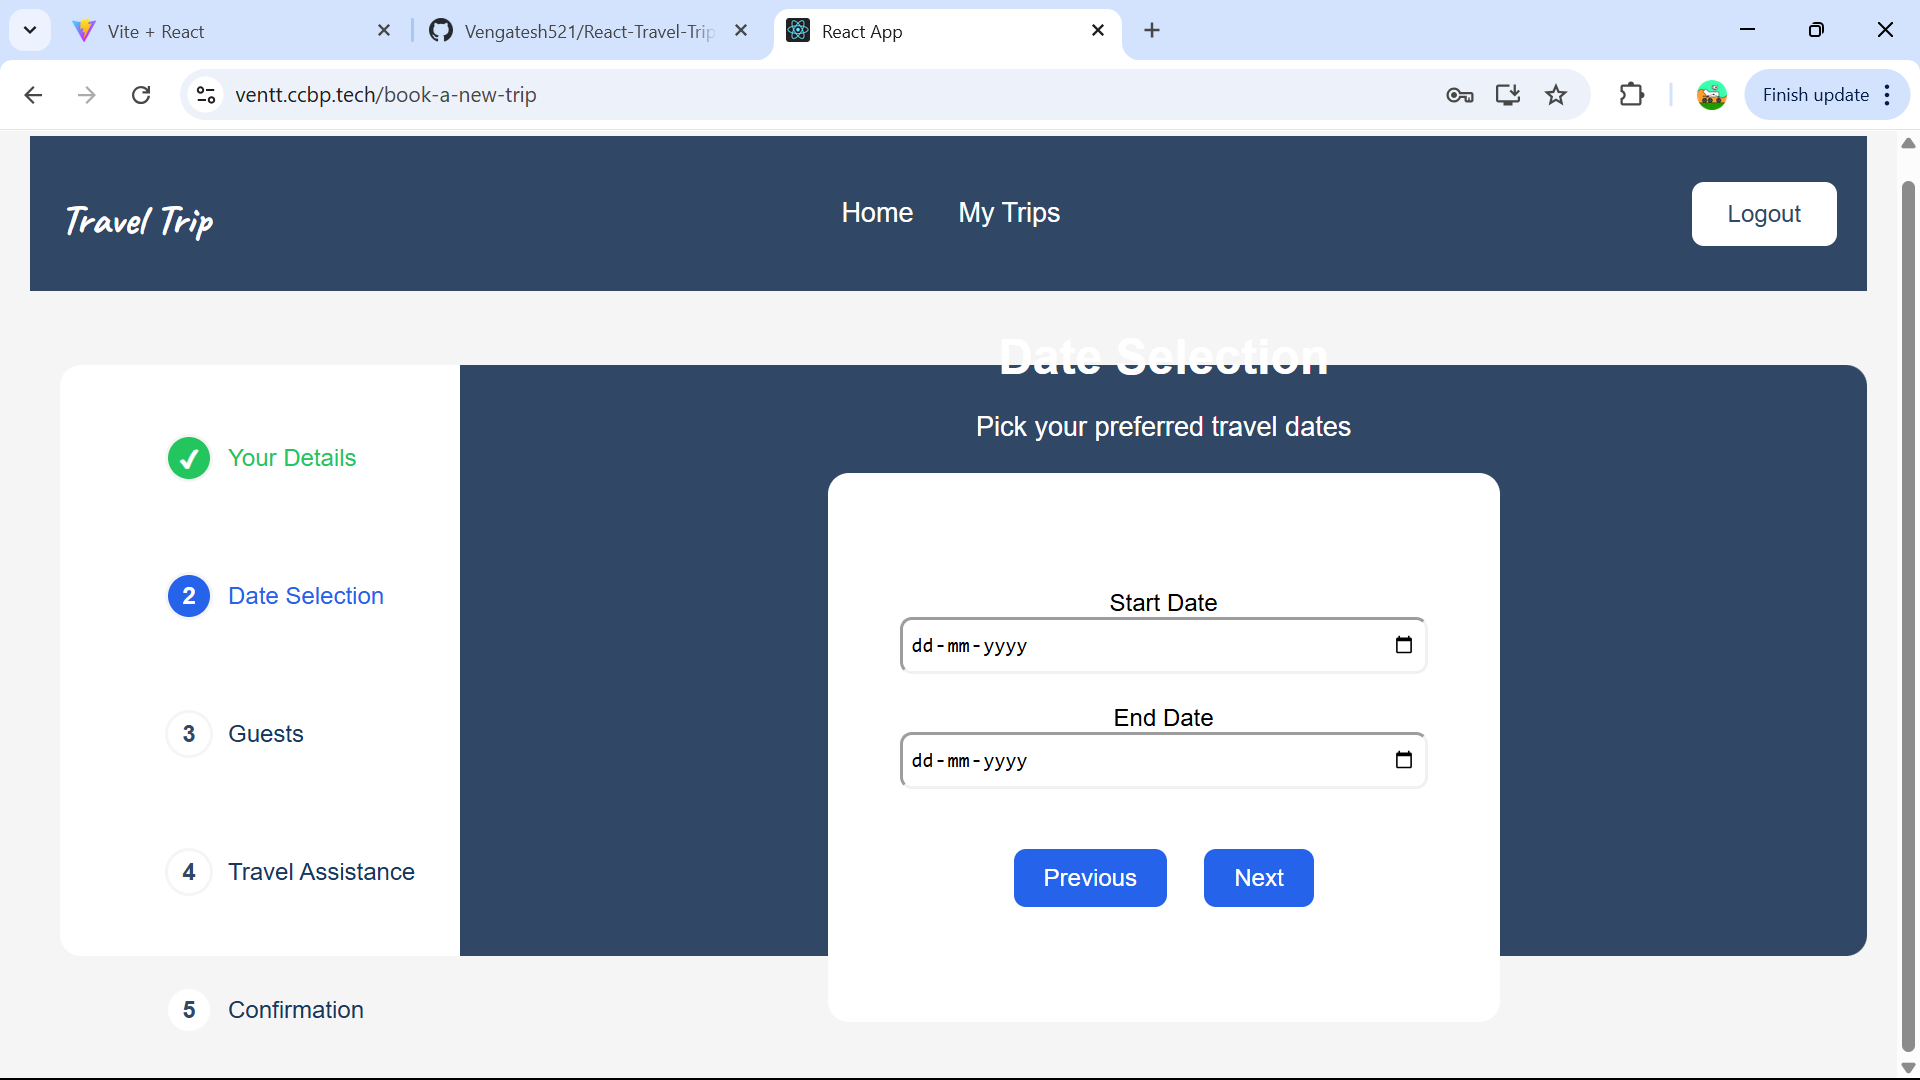 Vite + React
Vengatesh521/React-Travel-Trip
React App
ventt.ccbp.tech/book-a-new-trip
Finish update
Travel Trip
Home
My Trips
Logout
Date Selection
Pick your preferred travel dates
Your Details
2 Date Selection
3 Guests
4 Travel Assistance
5 Confirmation
Start Date
dd-mm-yyyy
End Date
dd-mm-yyyy
Previous
Next